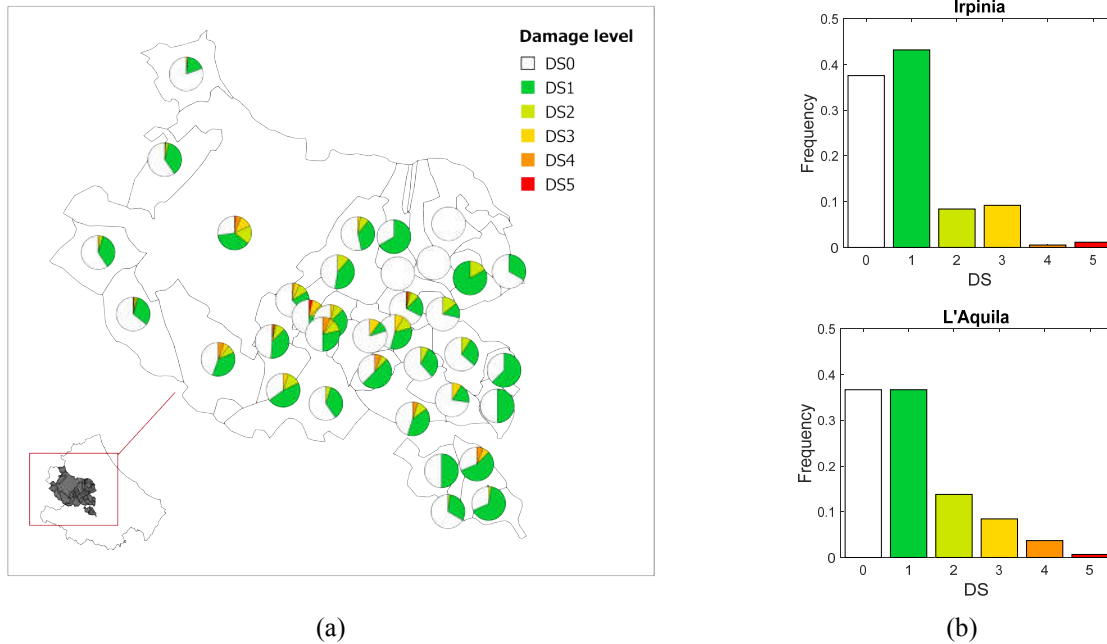 Damage level
DS0
DS1
DS2
DS3
DS4
DS5
(a)
Irpinia
0.5
0.4
0.3
0.2
0.1
0
Frequency
0 1 2 3 4 5
DS
L'Aquila
0.5
0.4
0.3
0.2
0.1
0
Frequency
0 1 2 3 4 5
DS
(b)